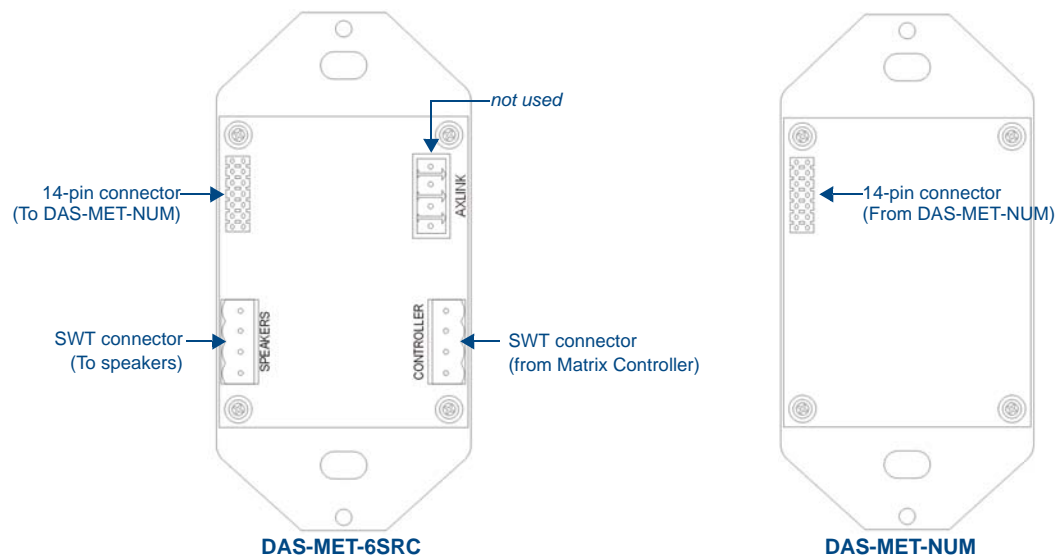 not used
AXLINK
14-pin connector
(To DAS-MET-NUM)
14-pin connector
(From DAS-MET-NUM)
SPEAKERS
CONTROLLER
SWT connector
(To speakers)
SWT connector
(from Matrix Controller)
DAS-MET-6SRC
DAS-MET-NUM